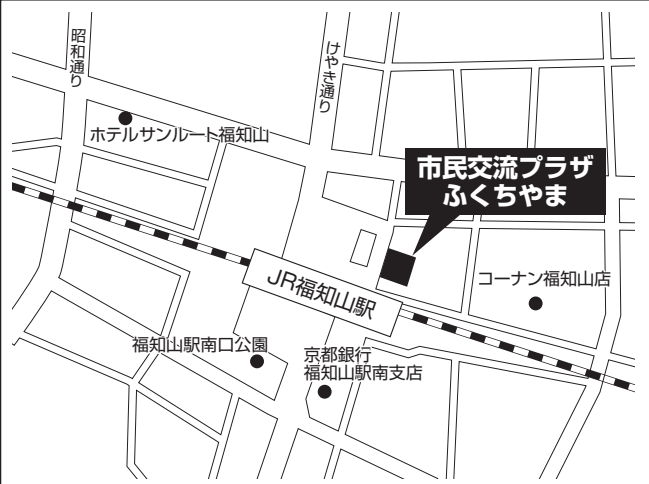 昭和通り
けやき通り
ホテルサンルート福知山
市民交流プラザ
ふくちやま
コーナン福知山店
JR福知山駅
福知山駅南口公園
京都銀行
福知山駅南支店